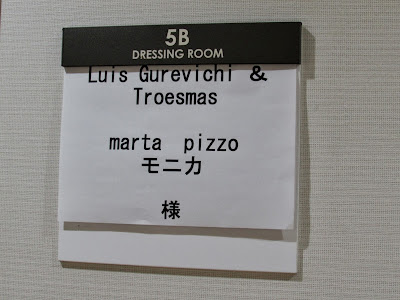 5B
DRESSING ROOM
Luis Gurevichi &
Troesmas
marta pizzo
モニカ
様